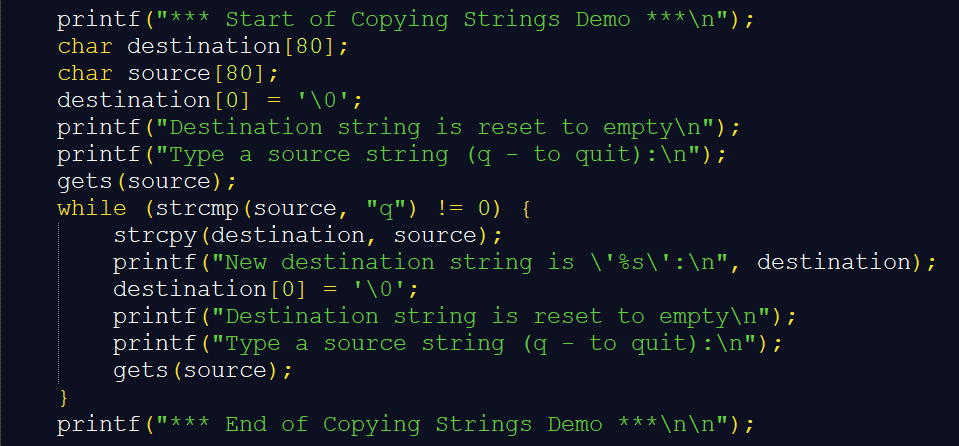 printf("*** Start of Copying Strings Demo ***\n");
char destination[80];
char source[80];
destination[0] = '\0';
printf("Destination string is reset to empty\n");
printf("Type a source string (q - to quit):\n");
gets(source);
while (strcmp(source, "q") != 0) {
    strcpy(destination, source);
    printf("New destination string is \'%s\':\n", destination);
    destination[0] = '\0';
    printf("Destination string is reset to empty\n");
    printf("Type a source string (q - to quit):\n");
    gets(source);
}
printf("*** End of Copying Strings Demo ***\n\n");